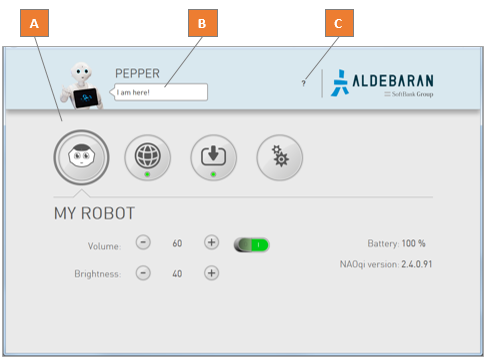 A B C
PEPPER
I am here!
?
ALDEBARAN
SoftBank Group
MY ROBOT
Volume: - 60 + I
Battery: 100 %
Brightness: - 40 +
NAOqi version: 2.4.0.91